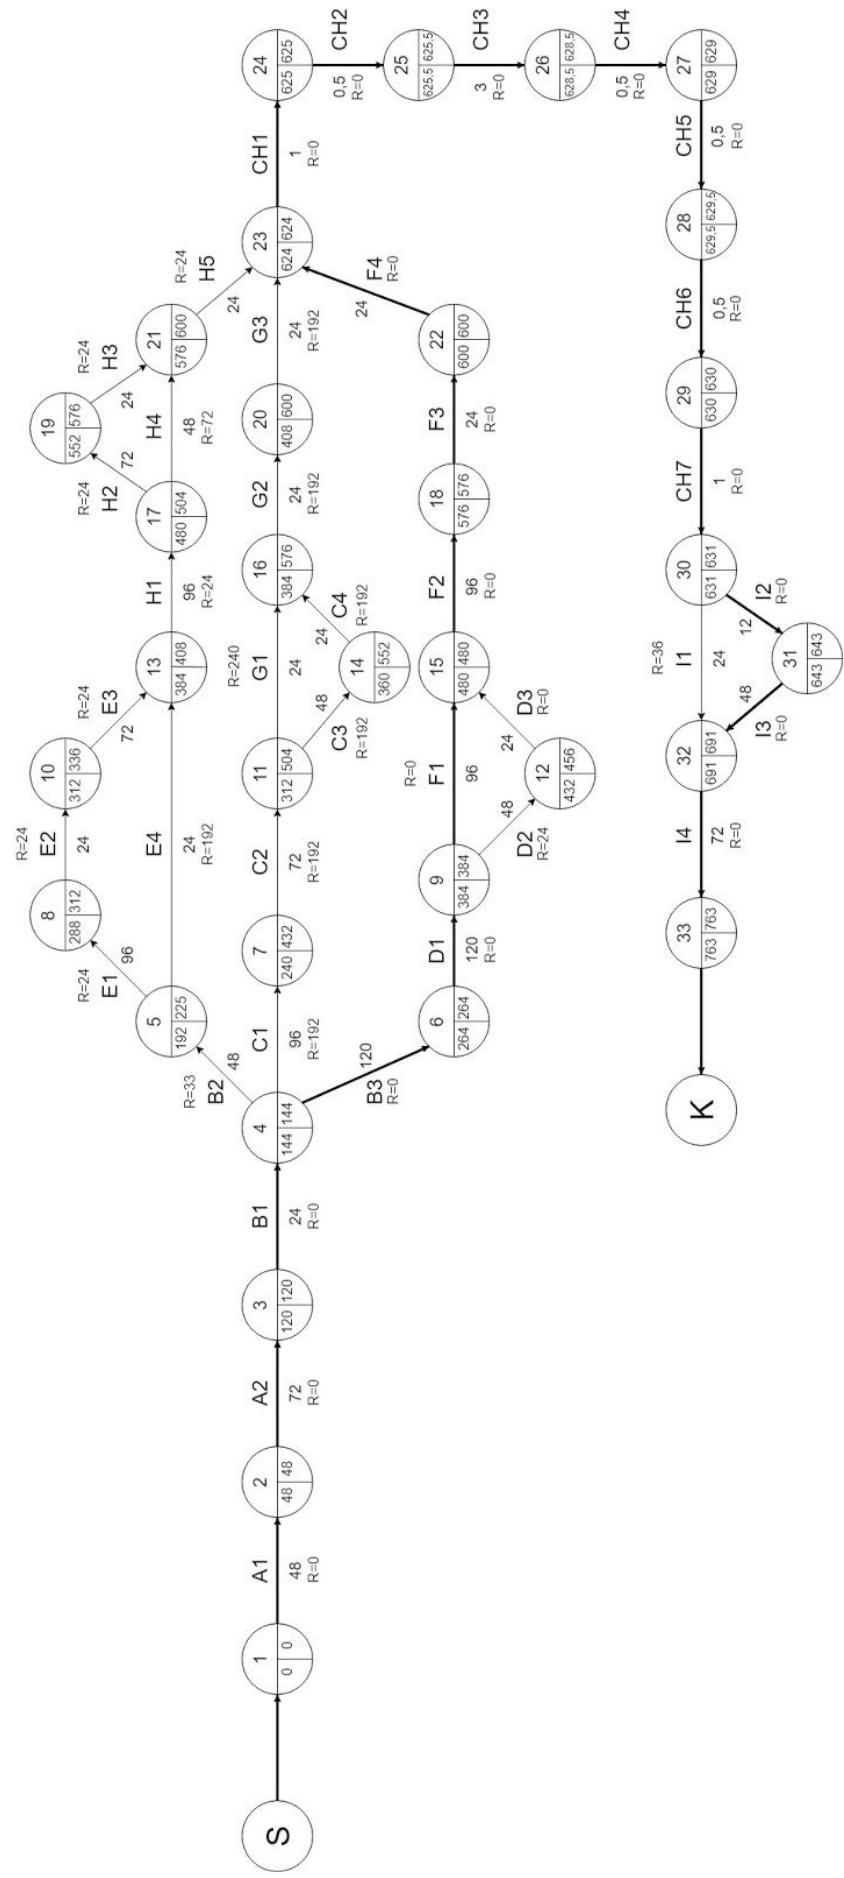 S
1
0 0
A1
48
R=0
2
48 48
A2
72
R=0
3
120 120
B1
24
R=0
4
144 144
R=33
B2
48
5
192 225
R=24
E1
96
8
288 312
R=24
E2
24
10
312 336
R=24
E3
72
E4
24
R=192
13
384 408
H1
96
R=24
17
480 504
R=24
H2
72
19
552 576
R=24
H3
24
H4
48
R=72
21
576 600
R=24
H5
24
C1
96
R=192
7
240 432
C2
72
R=192
11
312 504
R=240
G1
24
48
C3
R=192
14
360 552
24
C4
R=192
16
384 576
G2
24
R=192
20
408 600
G3
24
R=192
23
624 624
120
B3
R=0
6
264 264
D1
120
R=0
9
384 384
R=0
F1
96
48
D2
R=24
12
432 456
24
D3
R=0
15
480 480
F2
96
R=0
18
576 576
F3
24
R=0
22
600 600
24
F4
R=0
CH1
1
R=0
24
625 625
CH2
0,5
R=0
25
625,5 625,5
CH3
3
R=0
26
628,5 628,5
CH4
0,5
R=0
27
629 629
CH5
0,5
R=0
28
629,5 629,5
CH6
0,5
R=0
29
630 630
CH7
1
R=0
30
631 631
R=36
I1
24
12
I2
R=0
31
643 643
48
I3
R=0
32
691 691
I4
72
R=0
33
763 763
K